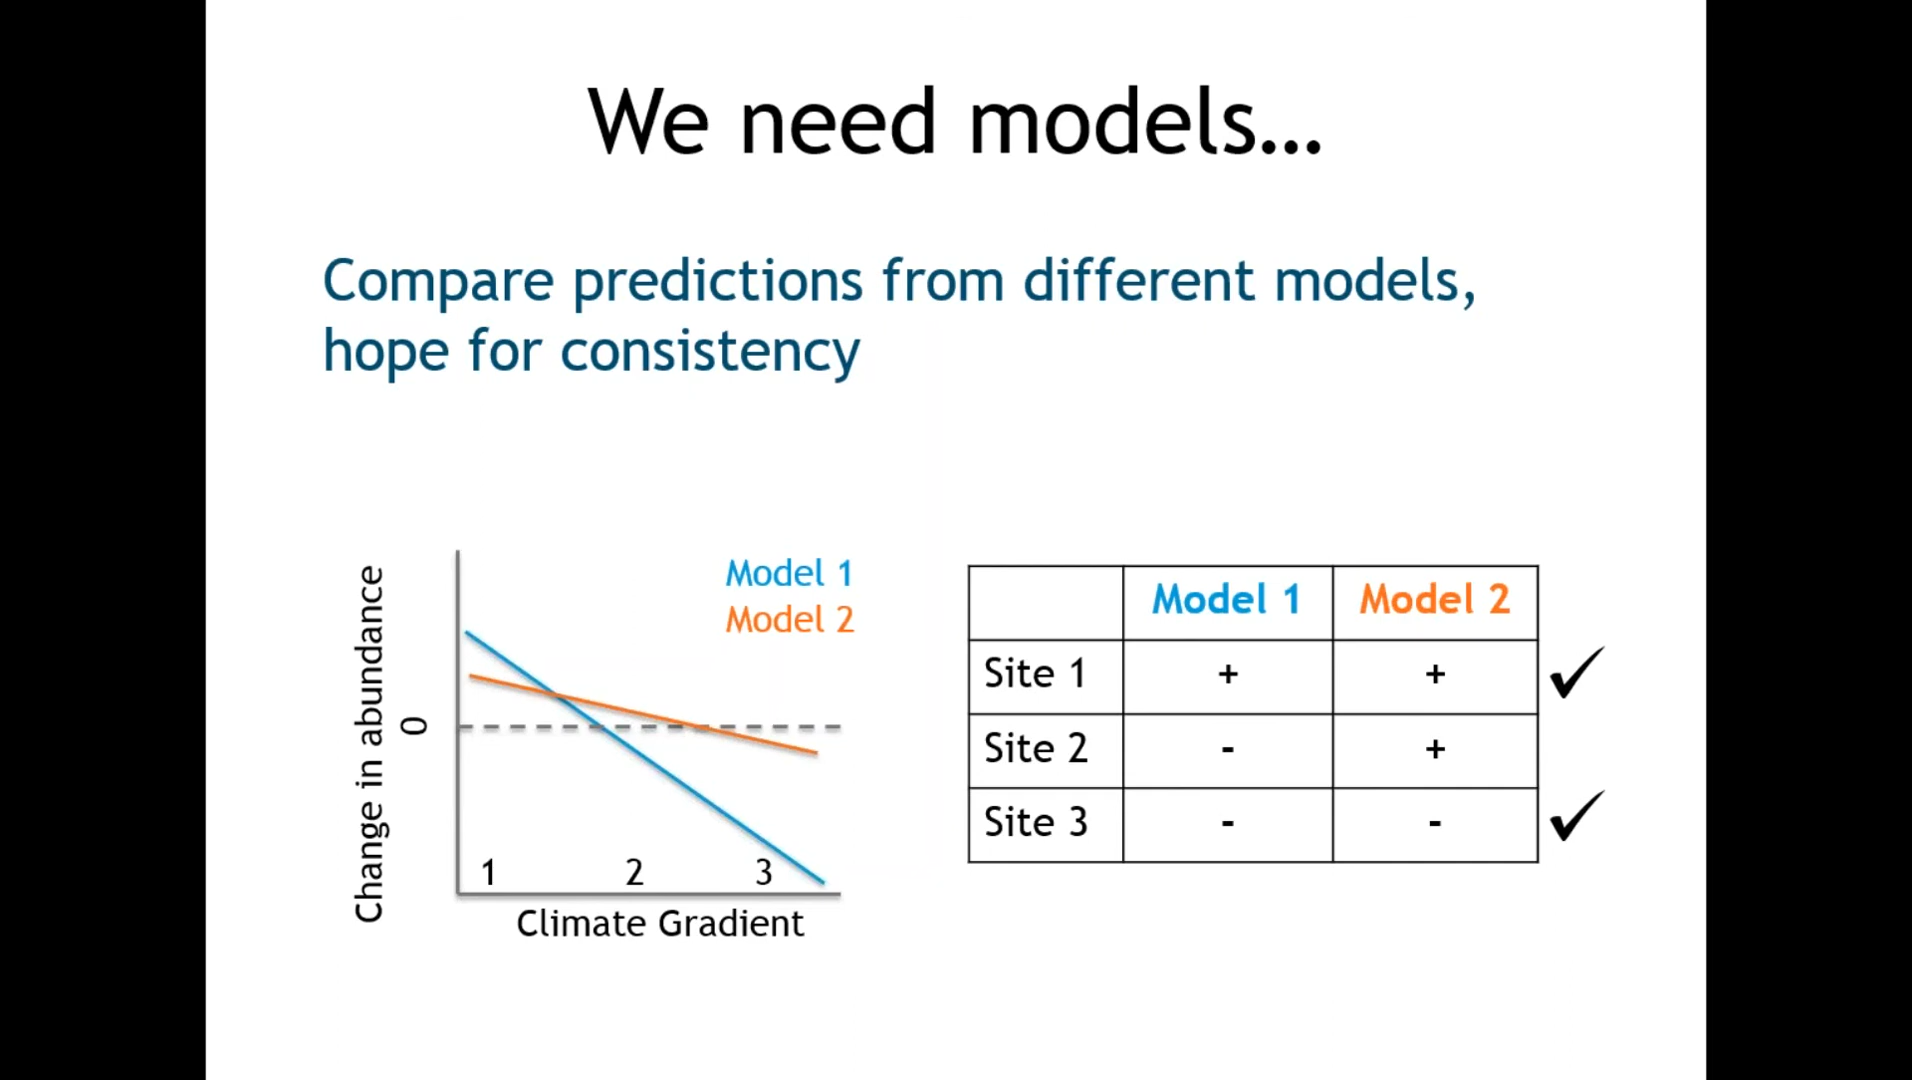 We need models...
Compare predictions from different models,
hope for consistency
Change in abundance
0
Model 1
Model 2
1 2 3
Climate Gradient
Model 1 Model 2
Site 1 + +
Site 2 - +
Site 3 - -